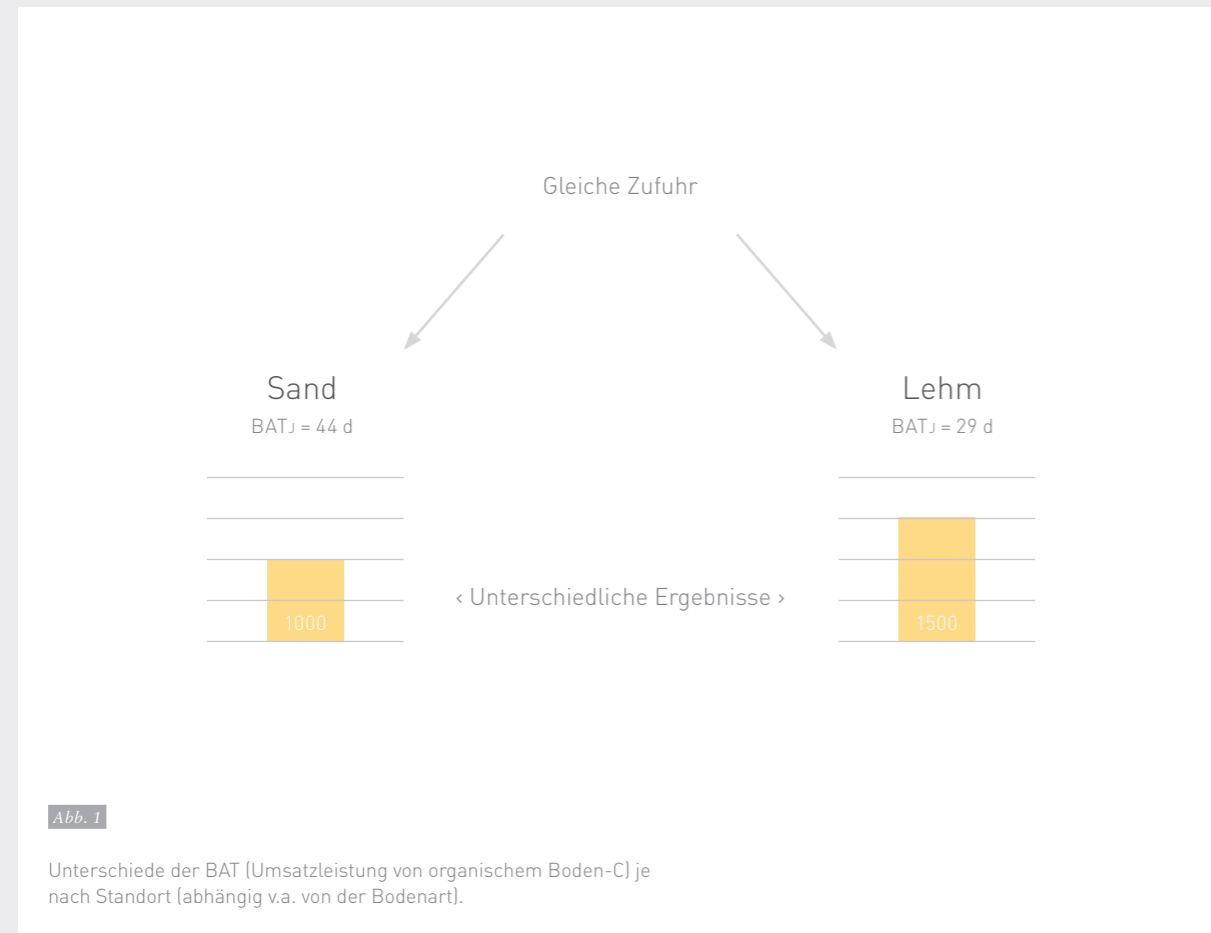 Gleiche Zufuhr
Sand
BATJ = 44 d
1000
‹ Unterschiedliche Ergebnisse ›
Lehm
BATJ = 29 d
1500
Abb. 1
Unterschiede der BAT (Umsatzleistung von organischem Boden-C) je
nach Standort (abhängig v.a. von der Bodenart).